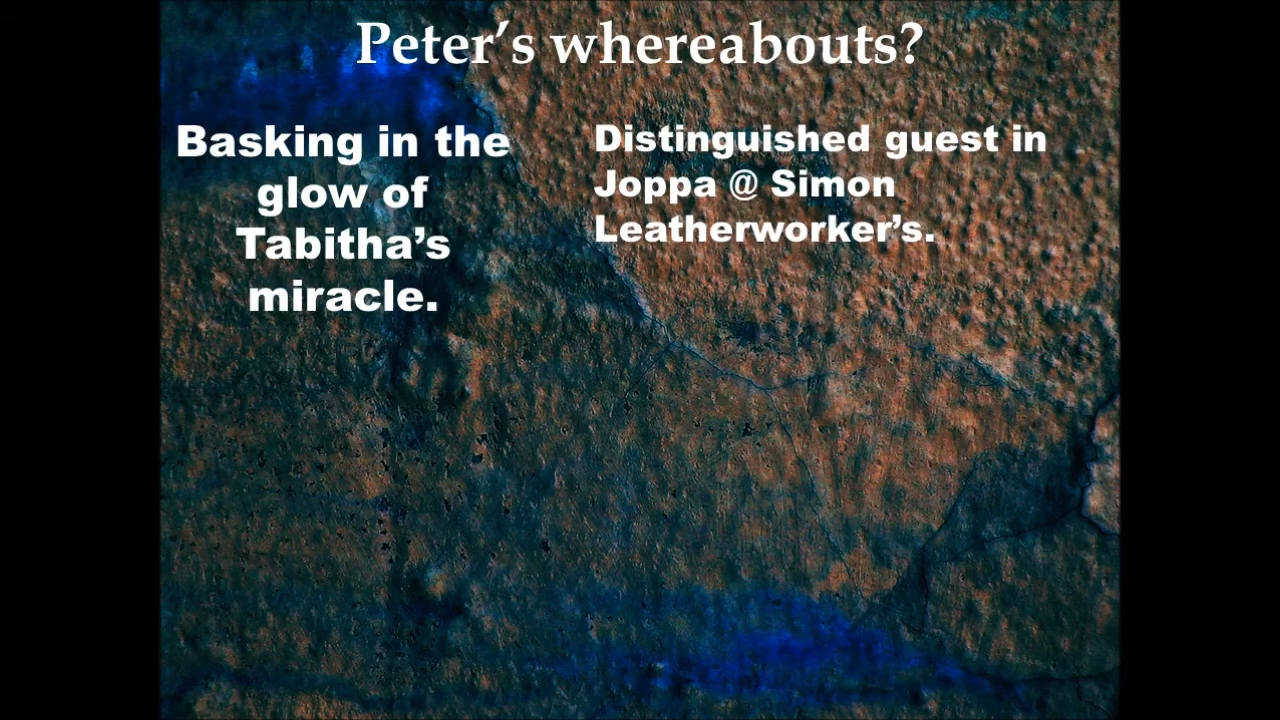 Peter’s whereabouts?
Basking in the
glow of
Tabitha’s
miracle.
Distinguished guest in
Joppa @ Simon
Leatherworker’s.